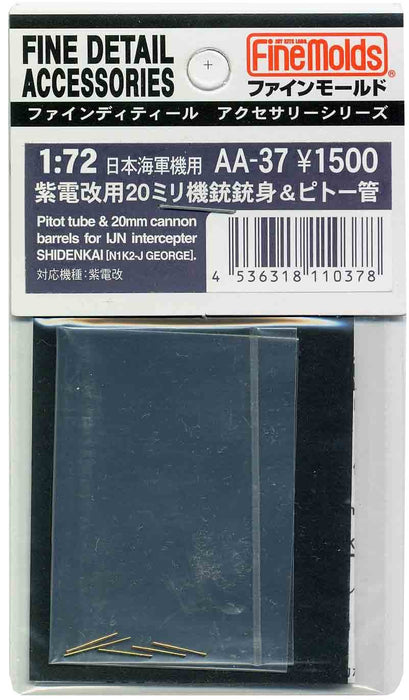 FINE DETAIL
ACCESSORIES
HOT KITS LABO.
FineMolds®
ファインモールド
ファインディティール アクセサリーシリーズ
1:72 日本海軍機用 AA-37 ¥1500
紫電改用20ミリ機銃銃身&ピトー管
Pitot tube & 20mm cannon
barrels for IJN intercepter
SHIDENKAI [N1K2-J GEORGE].
対応機種:紫電改
4 536318 110378